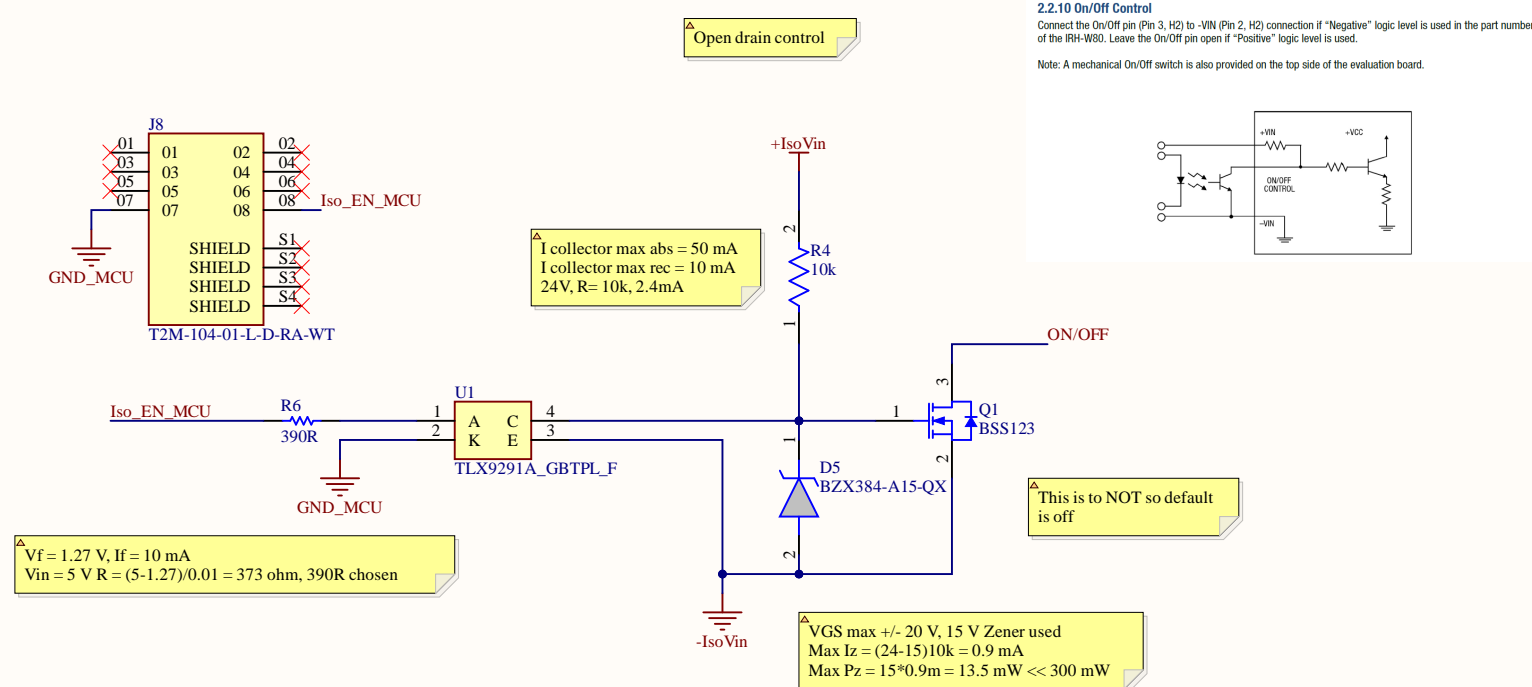 2.2.10 On/Off Control
Connect the On/Off pin (Pin 3, H2) to -VIN (Pin 2, H2) connection if “Negative” logic level is used in the part number
of the IRH-W80. Leave the On/Off pin open if “Positive” logic level is used.
Note: A mechanical On/Off switch is also provided on the top side of the evaluation board.
Open drain control
+VIN
+VCC
ON/OFF
CONTROL
–VIN
J8
01 01 02 02
03 03 04 04
05 05 06 06
07 07 08 08
Iso_EN_MCU
SHIELD S1
SHIELD S2
SHIELD S3
SHIELD S4
GND_MCU
T2M-104-01-L-D-RA-WT
+IsoVin
2
R4
10k
1
I collector max abs = 50 mA
I collector max rec = 10 mA
24V, R= 10k, 2.4mA
ON/OFF
3
1
Q1
BSS123
2
Iso_EN_MCU
R6
390R
U1
1 A C 4
2 K E 3
TLX9291A_GBTPL_F
GND_MCU
1
D5
BZX384-A15-QX
2
This is to NOT so default
is off
Vf = 1.27 V, If = 10 mA
Vin = 5 V R = (5-1.27)/0.01 = 373 ohm, 390R chosen
-IsoVin
VGS max +/- 20 V, 15 V Zener used
Max Iz = (24-15)10k = 0.9 mA
Max Pz = 15*0.9m = 13.5 mW << 300 mW